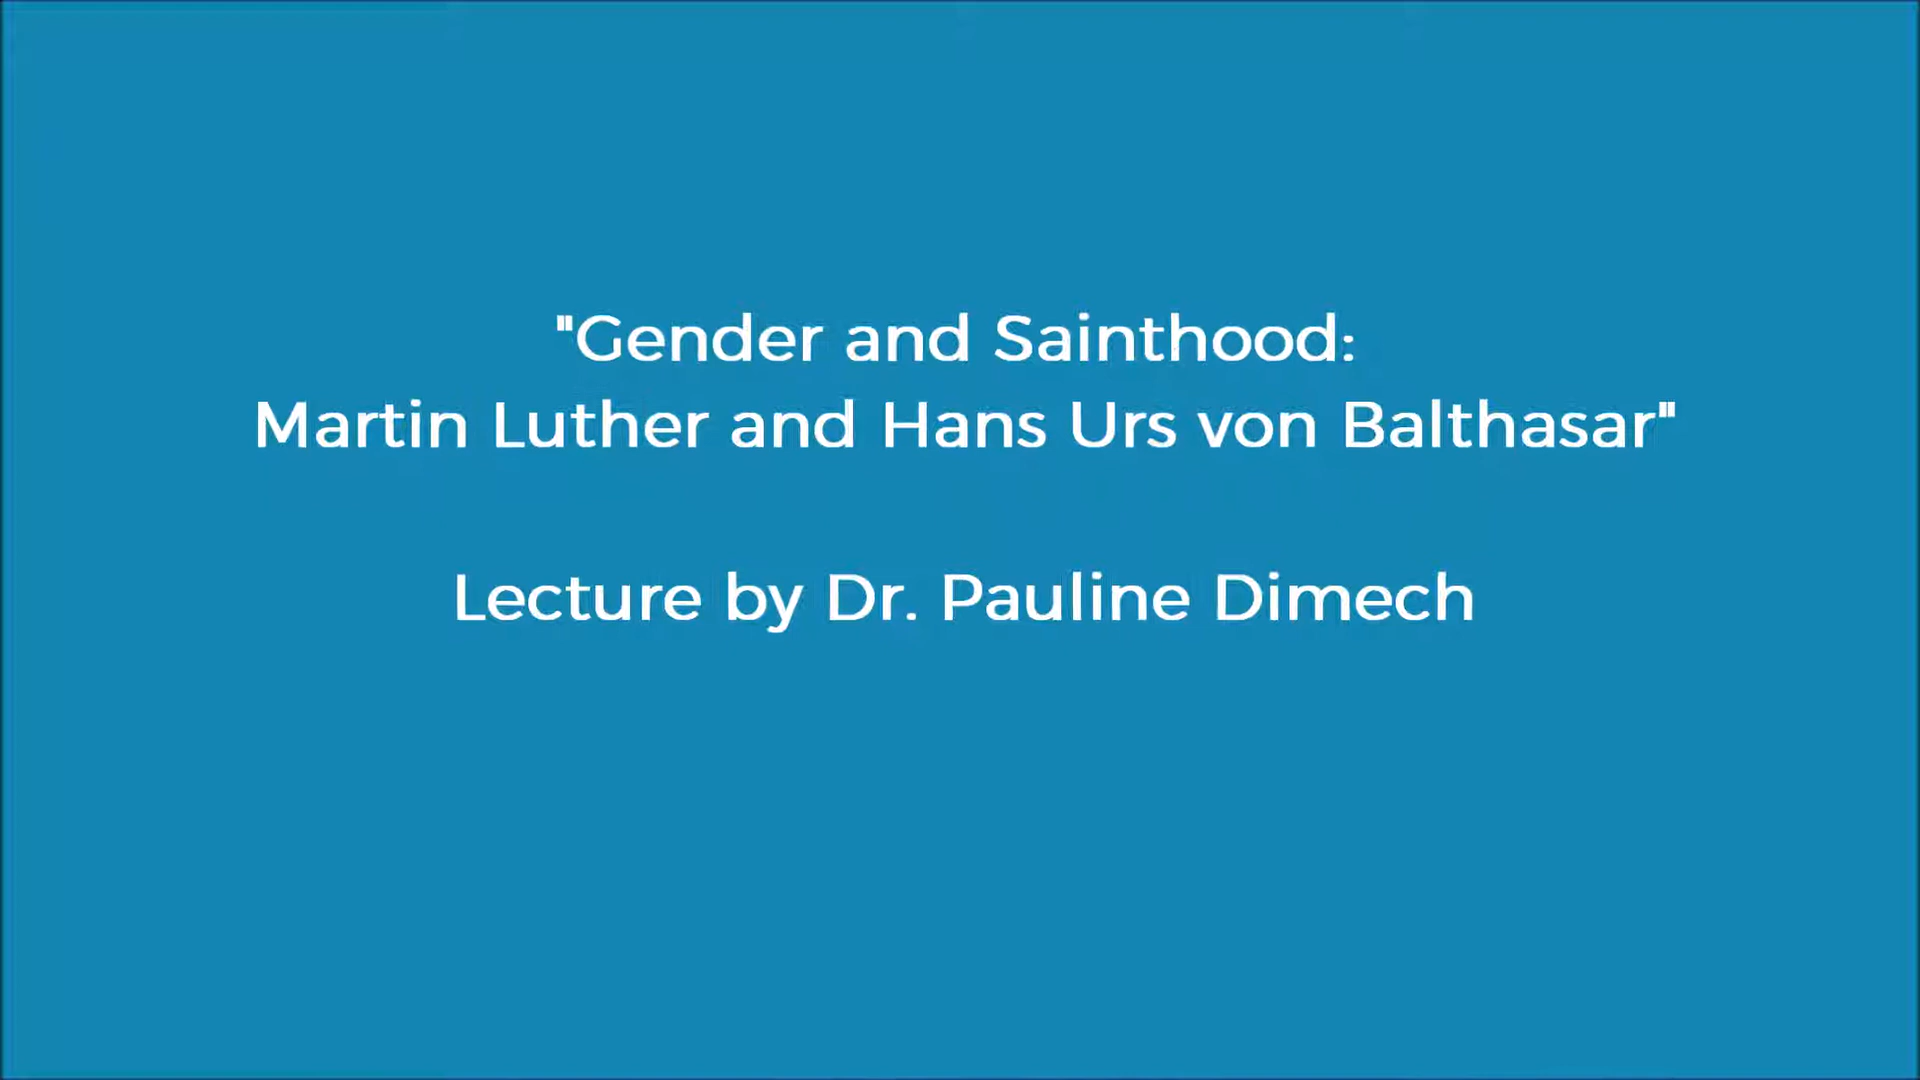 "Gender and Sainthood:
Martin Luther and Hans Urs von Balthasar"
Lecture by Dr. Pauline Dimech